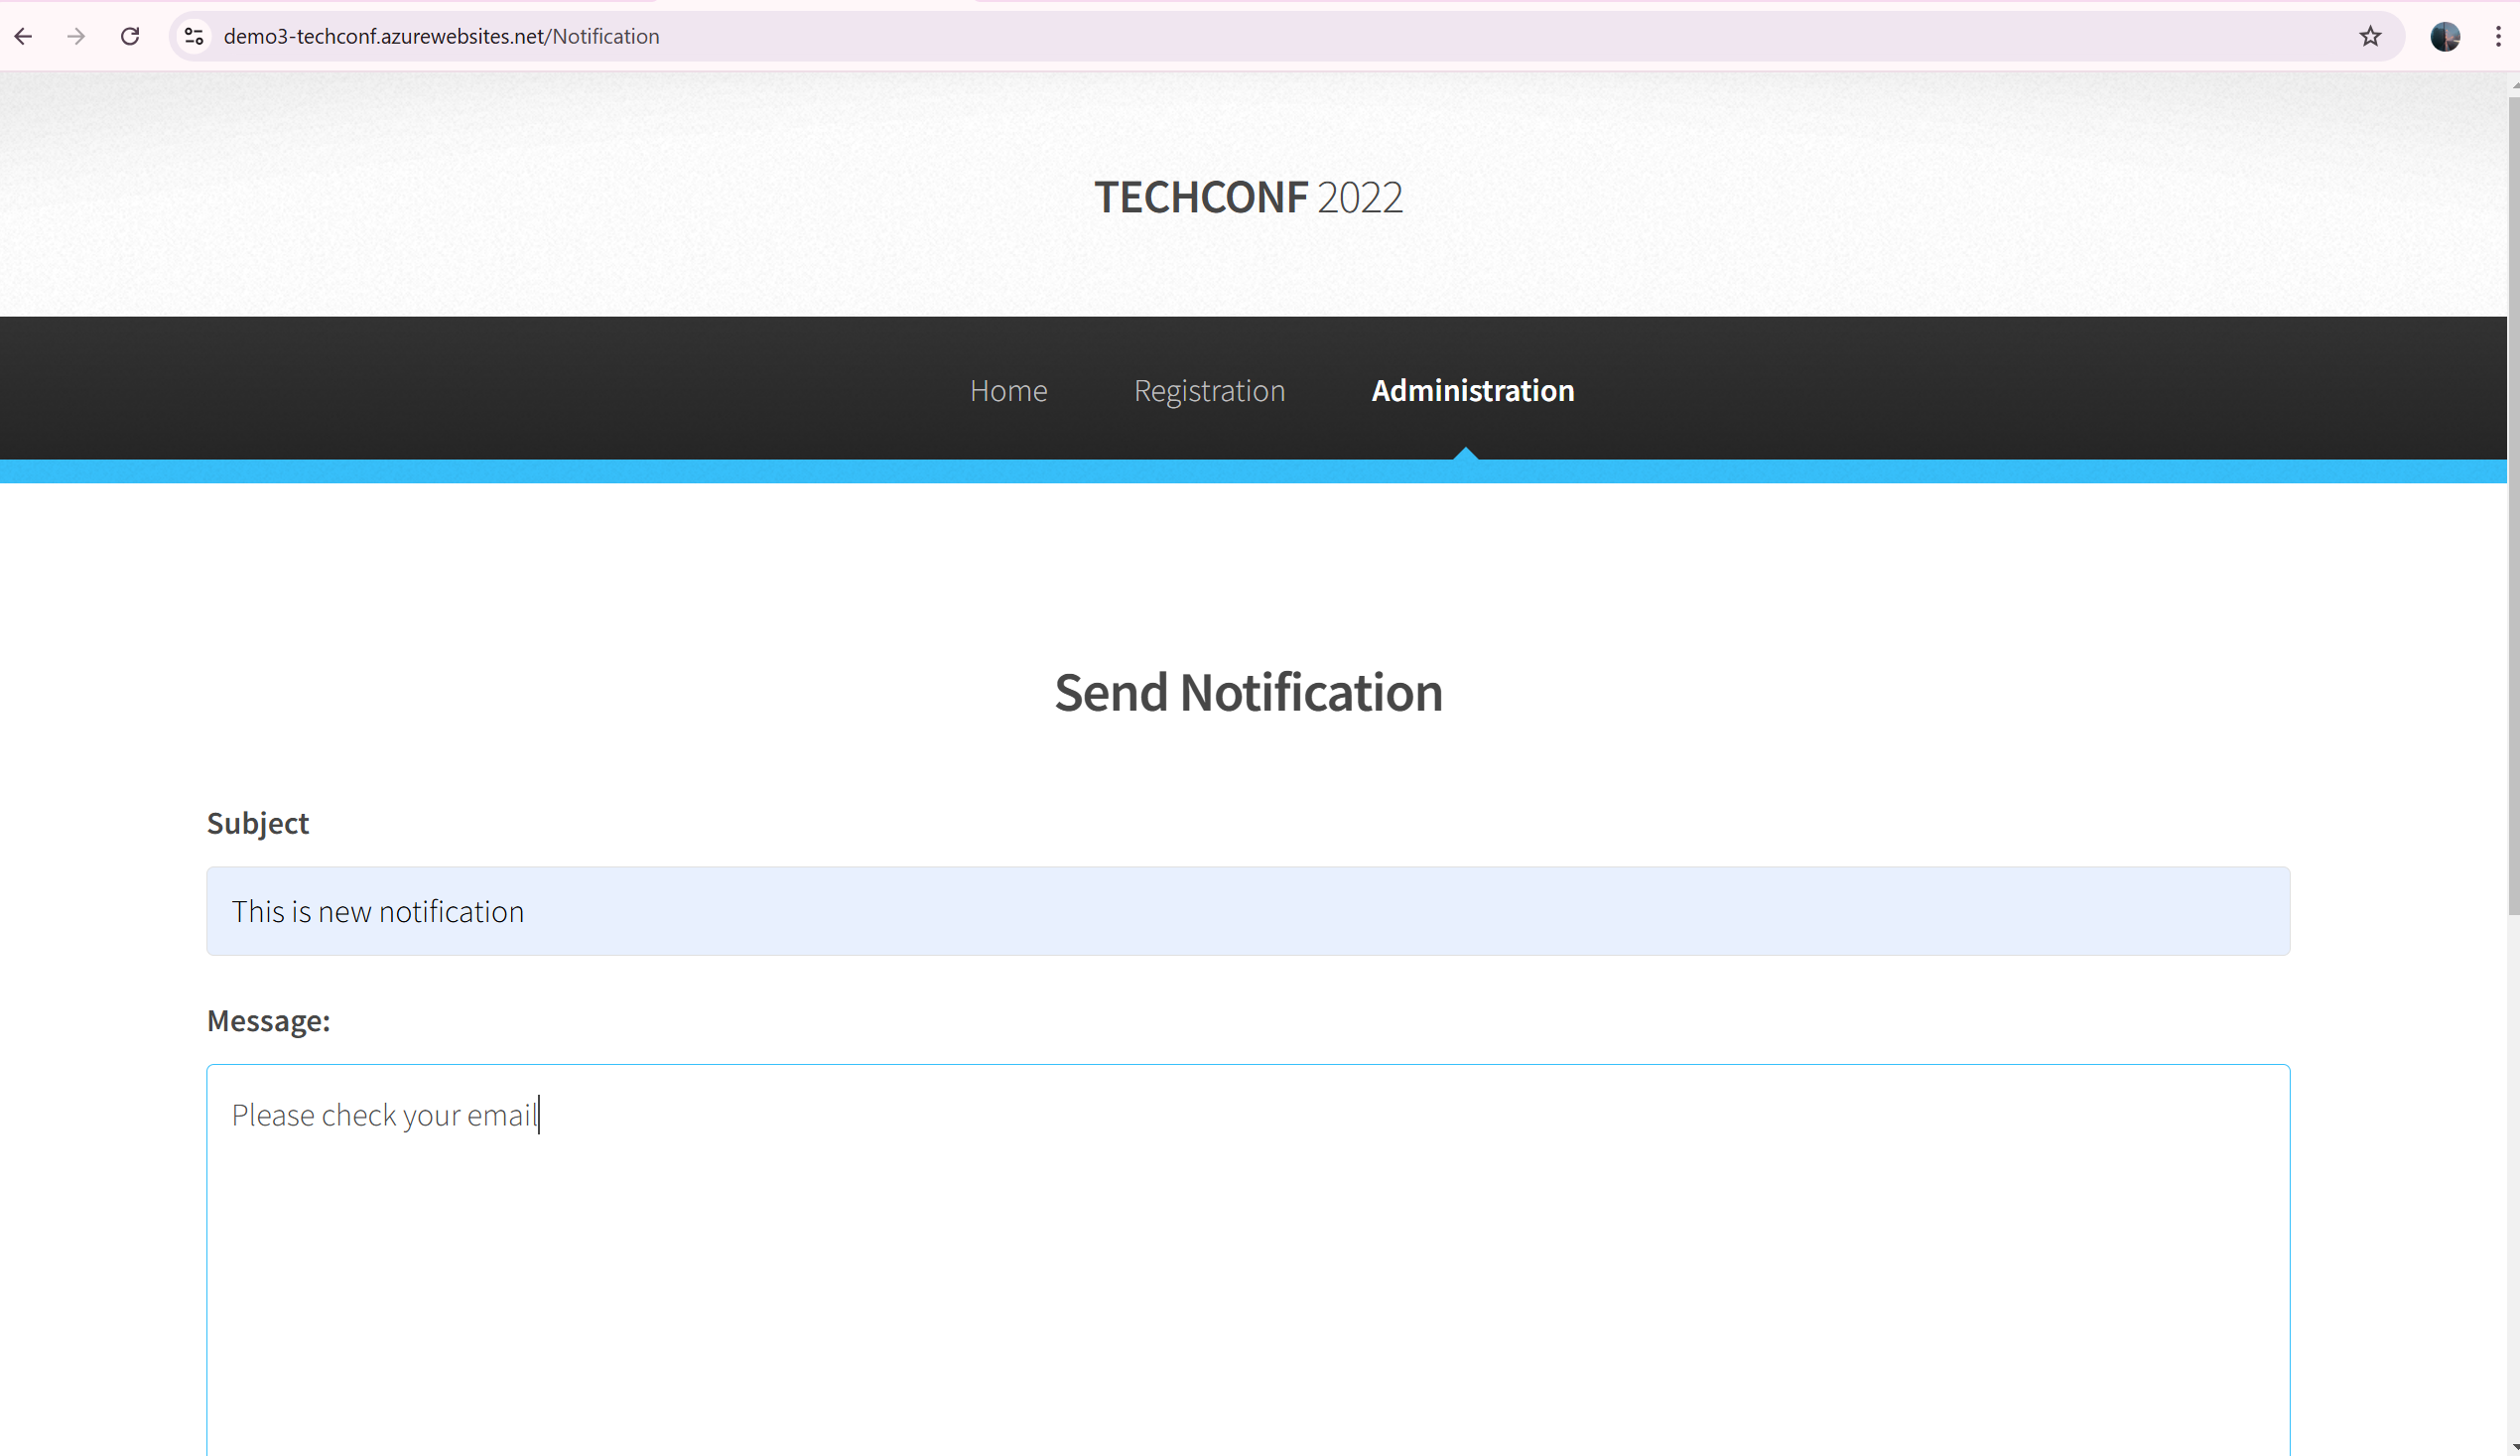 demo3-techconf.azurewebsites.net/Notification
TECHCONF 2022
Home Registration Administration
Send Notification
Subject
This is new notification
Message:
Please check your email